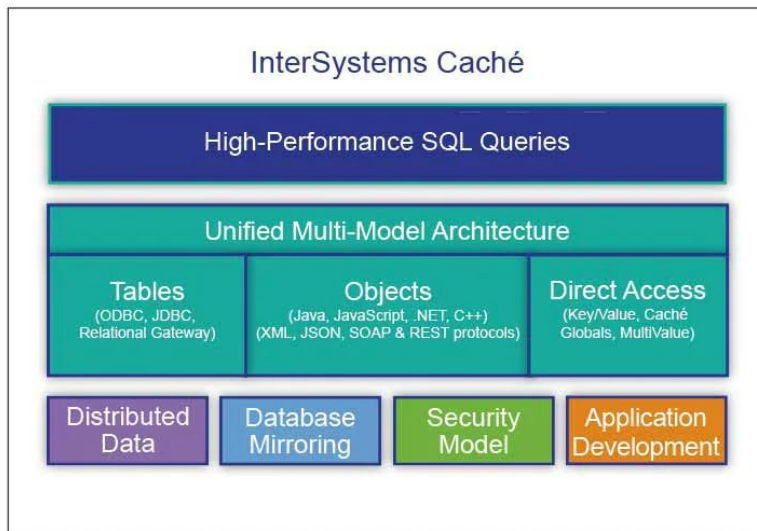 InterSystems Caché
High-Performance SQL Queries
Unified Multi-Model Architecture
Tables
(ODBC, JDBC,
Relational Gateway)
Objects
(Java, JavaScript, .NET, C++)
(XML, JSON, SOAP & REST protocols)
Direct Access
(Key/Value, Caché
Globals, MultiValue)
Distributed
Data
Database
Mirroring
Security
Model
Application
Development